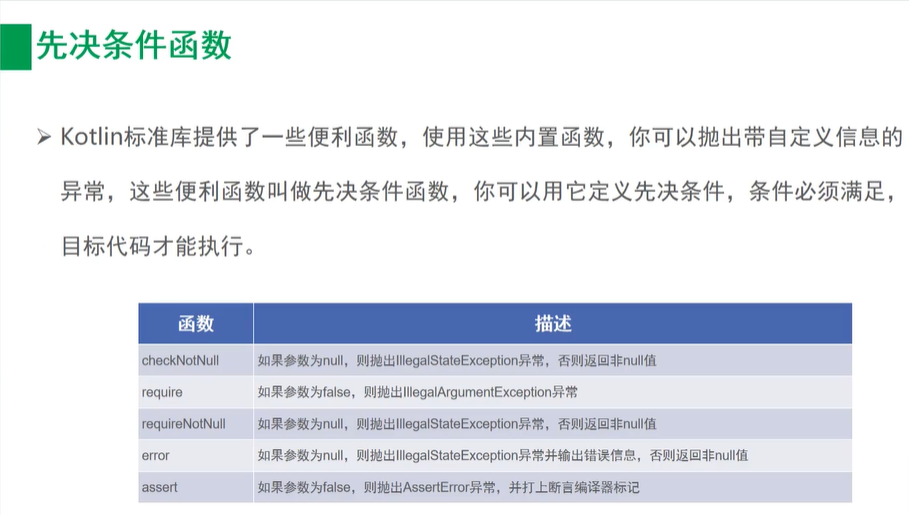 先决条件函数
➢ Kotlin标准库提供了一些便利函数，使用这些内置函数，你可以抛出带自定义信息的
异常，这些便利函数叫做先决条件函数，你可以用它定义先决条件，条件必须满足，
目标代码才能执行。
函数 描述
checkNotNull 如果参数为null，则抛出IllegalStateException异常，否则返回非null值
require 如果参数为false，则抛出IllegalArgumentException异常
requireNotNull 如果参数为null，则抛出IllegalStateException异常，否则返回非null值
error 如果参数为null，则抛出IllegalStateException异常并输出错误信息，否则返回非null值
assert 如果参数为false，则抛出AssertError异常，并打上断言编译器标记